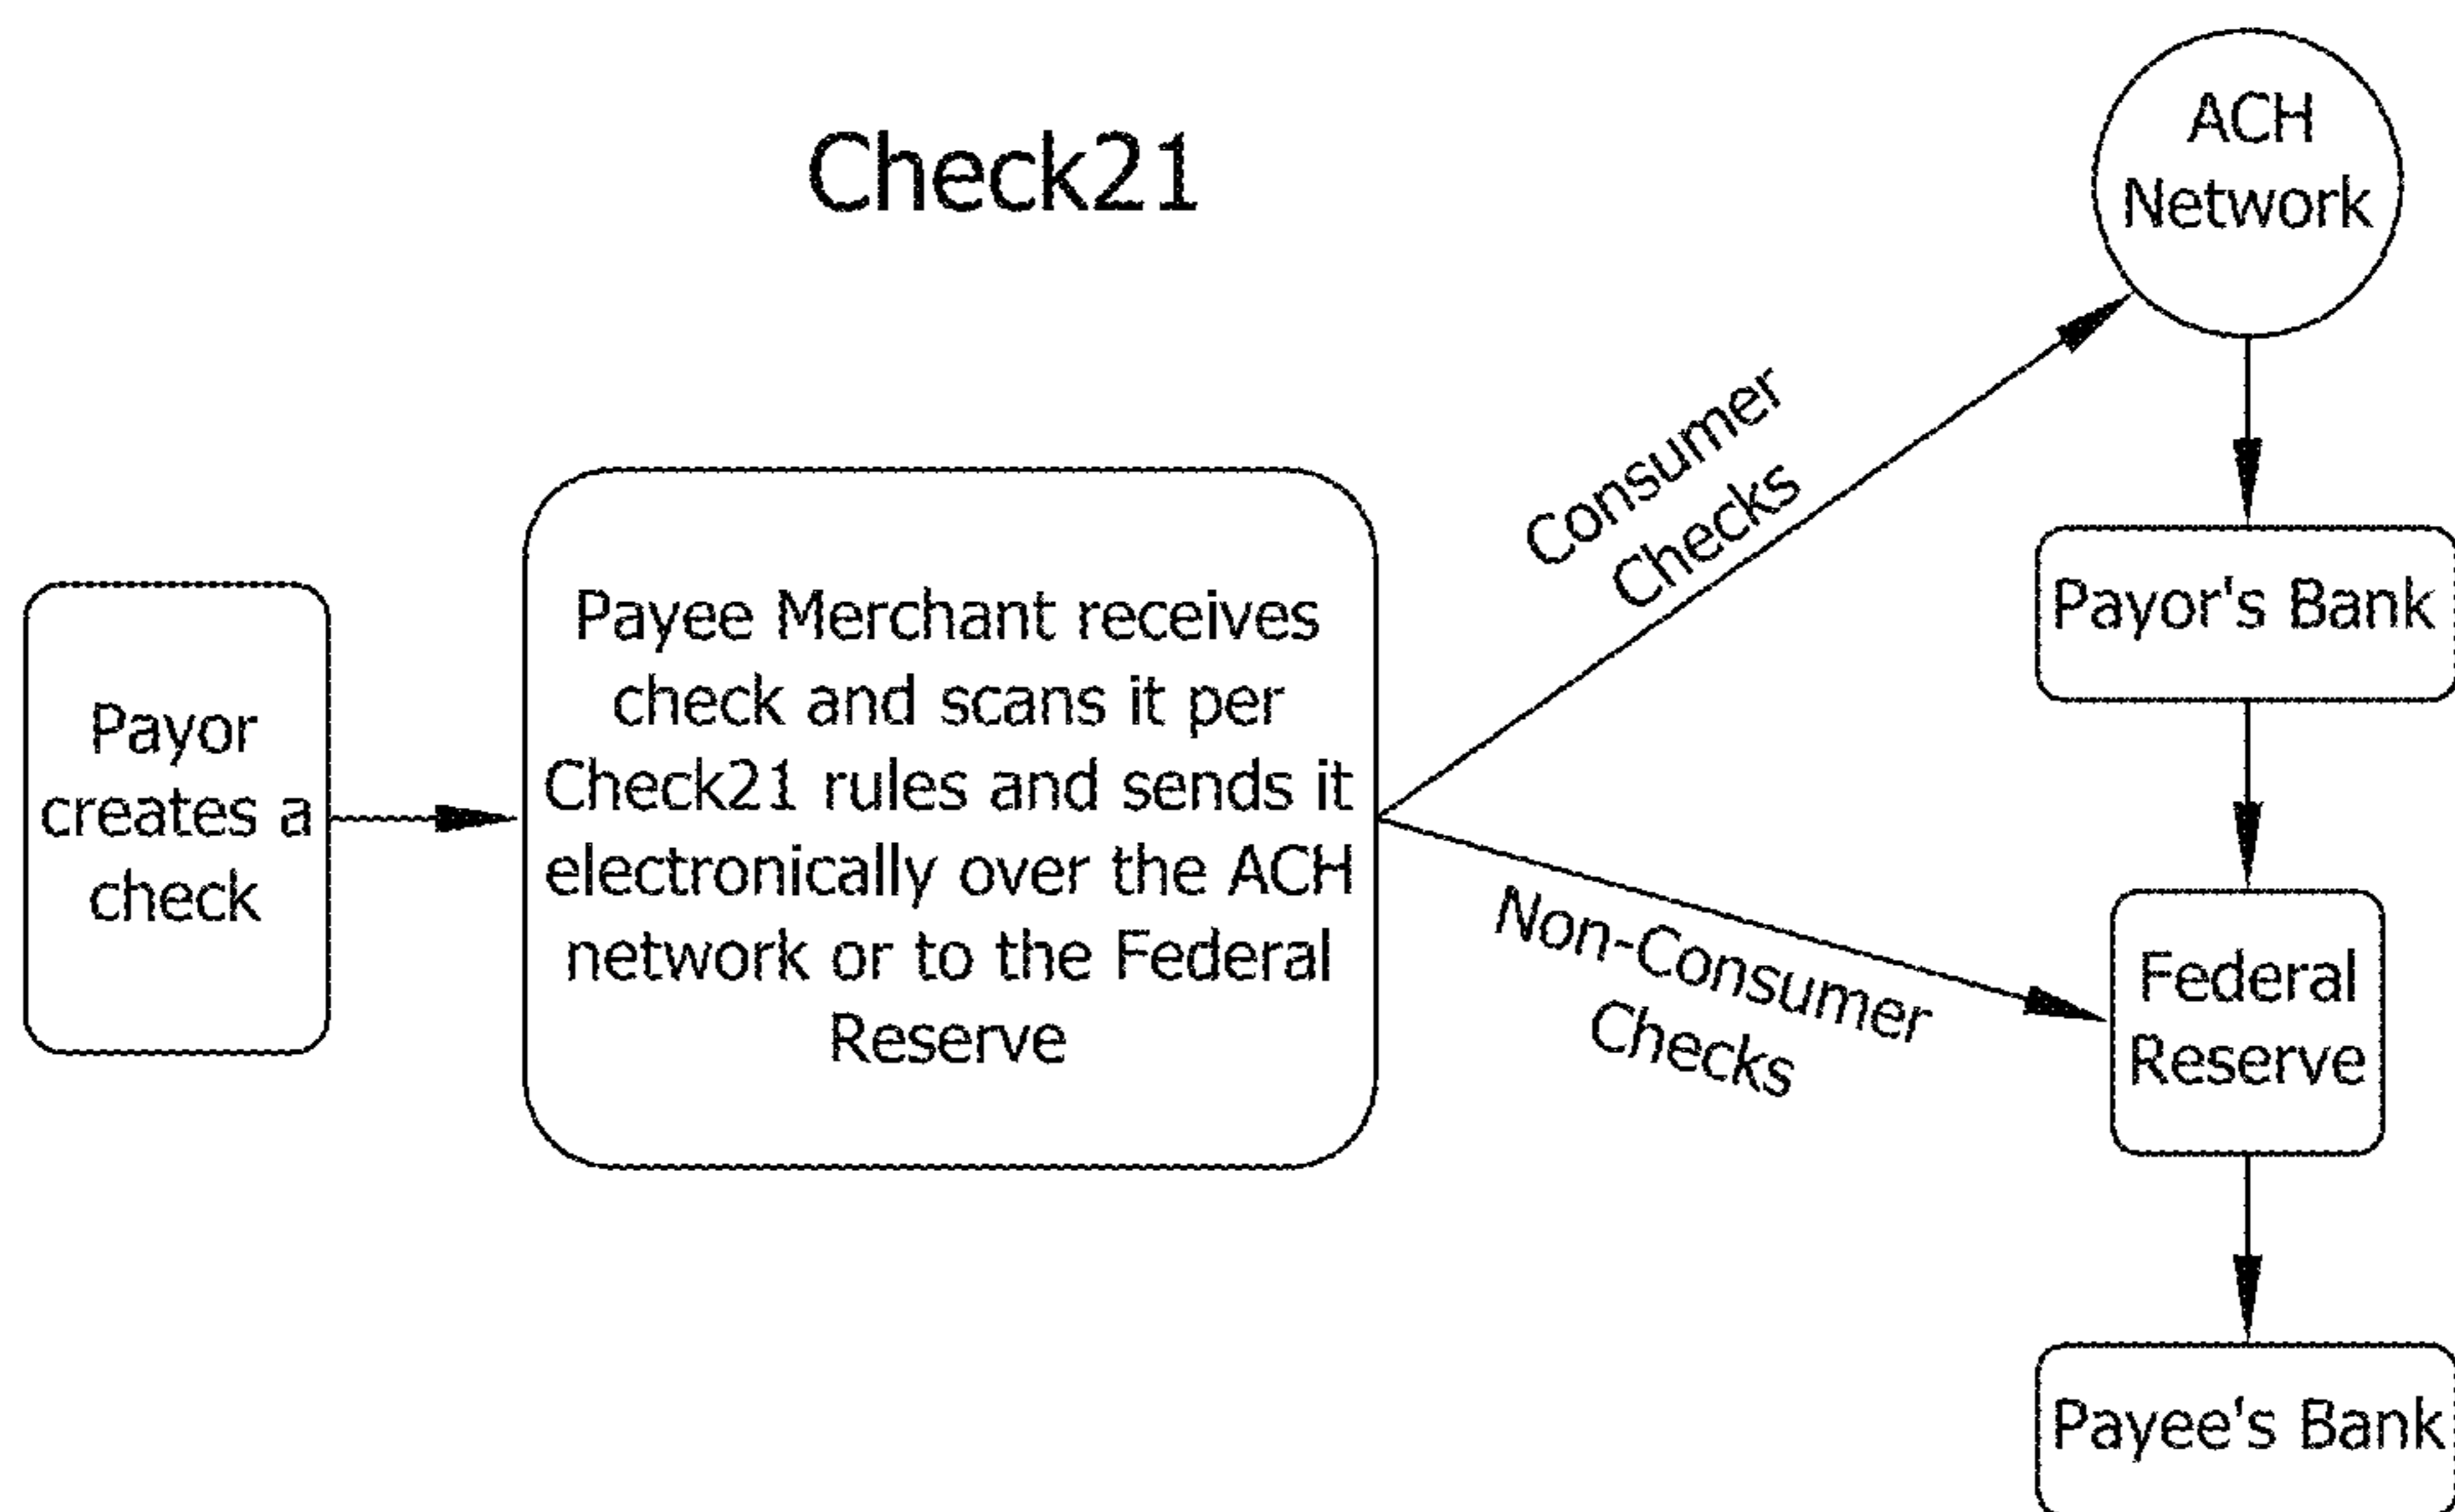 Check21
ACH
Network
Consumer
Checks
Payor's Bank
Payor
creates a
check
Payee Merchant receives
check and scans it per
Check21 rules and sends it
electronically over the ACH
network or to the Federal
Reserve
Non-Consumer
Checks
Federal
Reserve
Payee's Bank